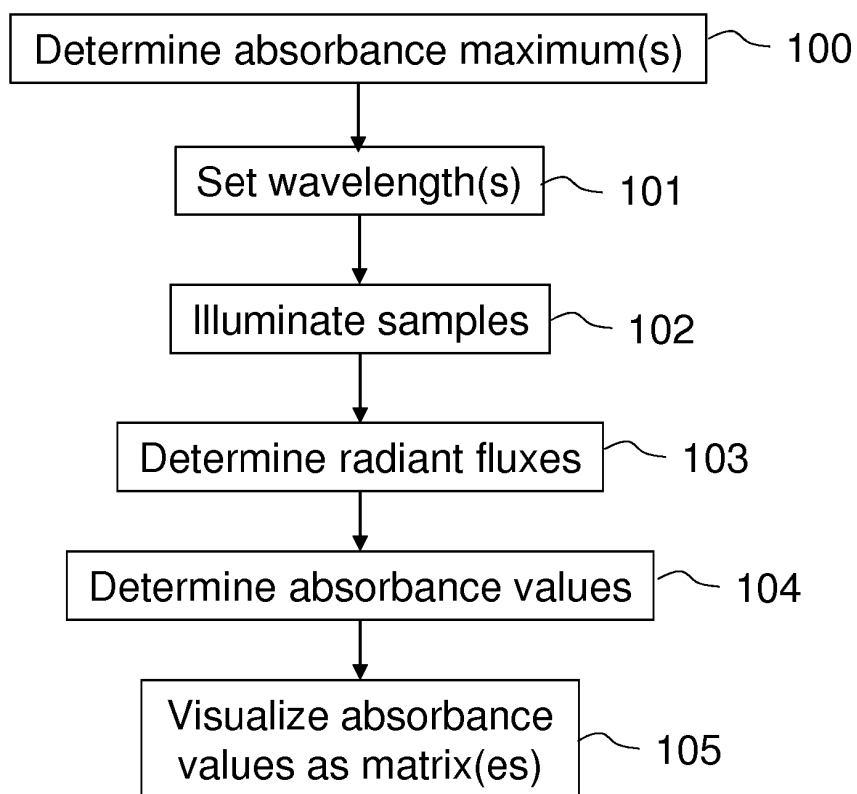 Determine absorbance maximum(s) 100
Set wavelength(s) 101
Illuminate samples 102
Determine radiant fluxes 103
Determine absorbance values 104
Visualize absorbance
values as matrix(es) 105